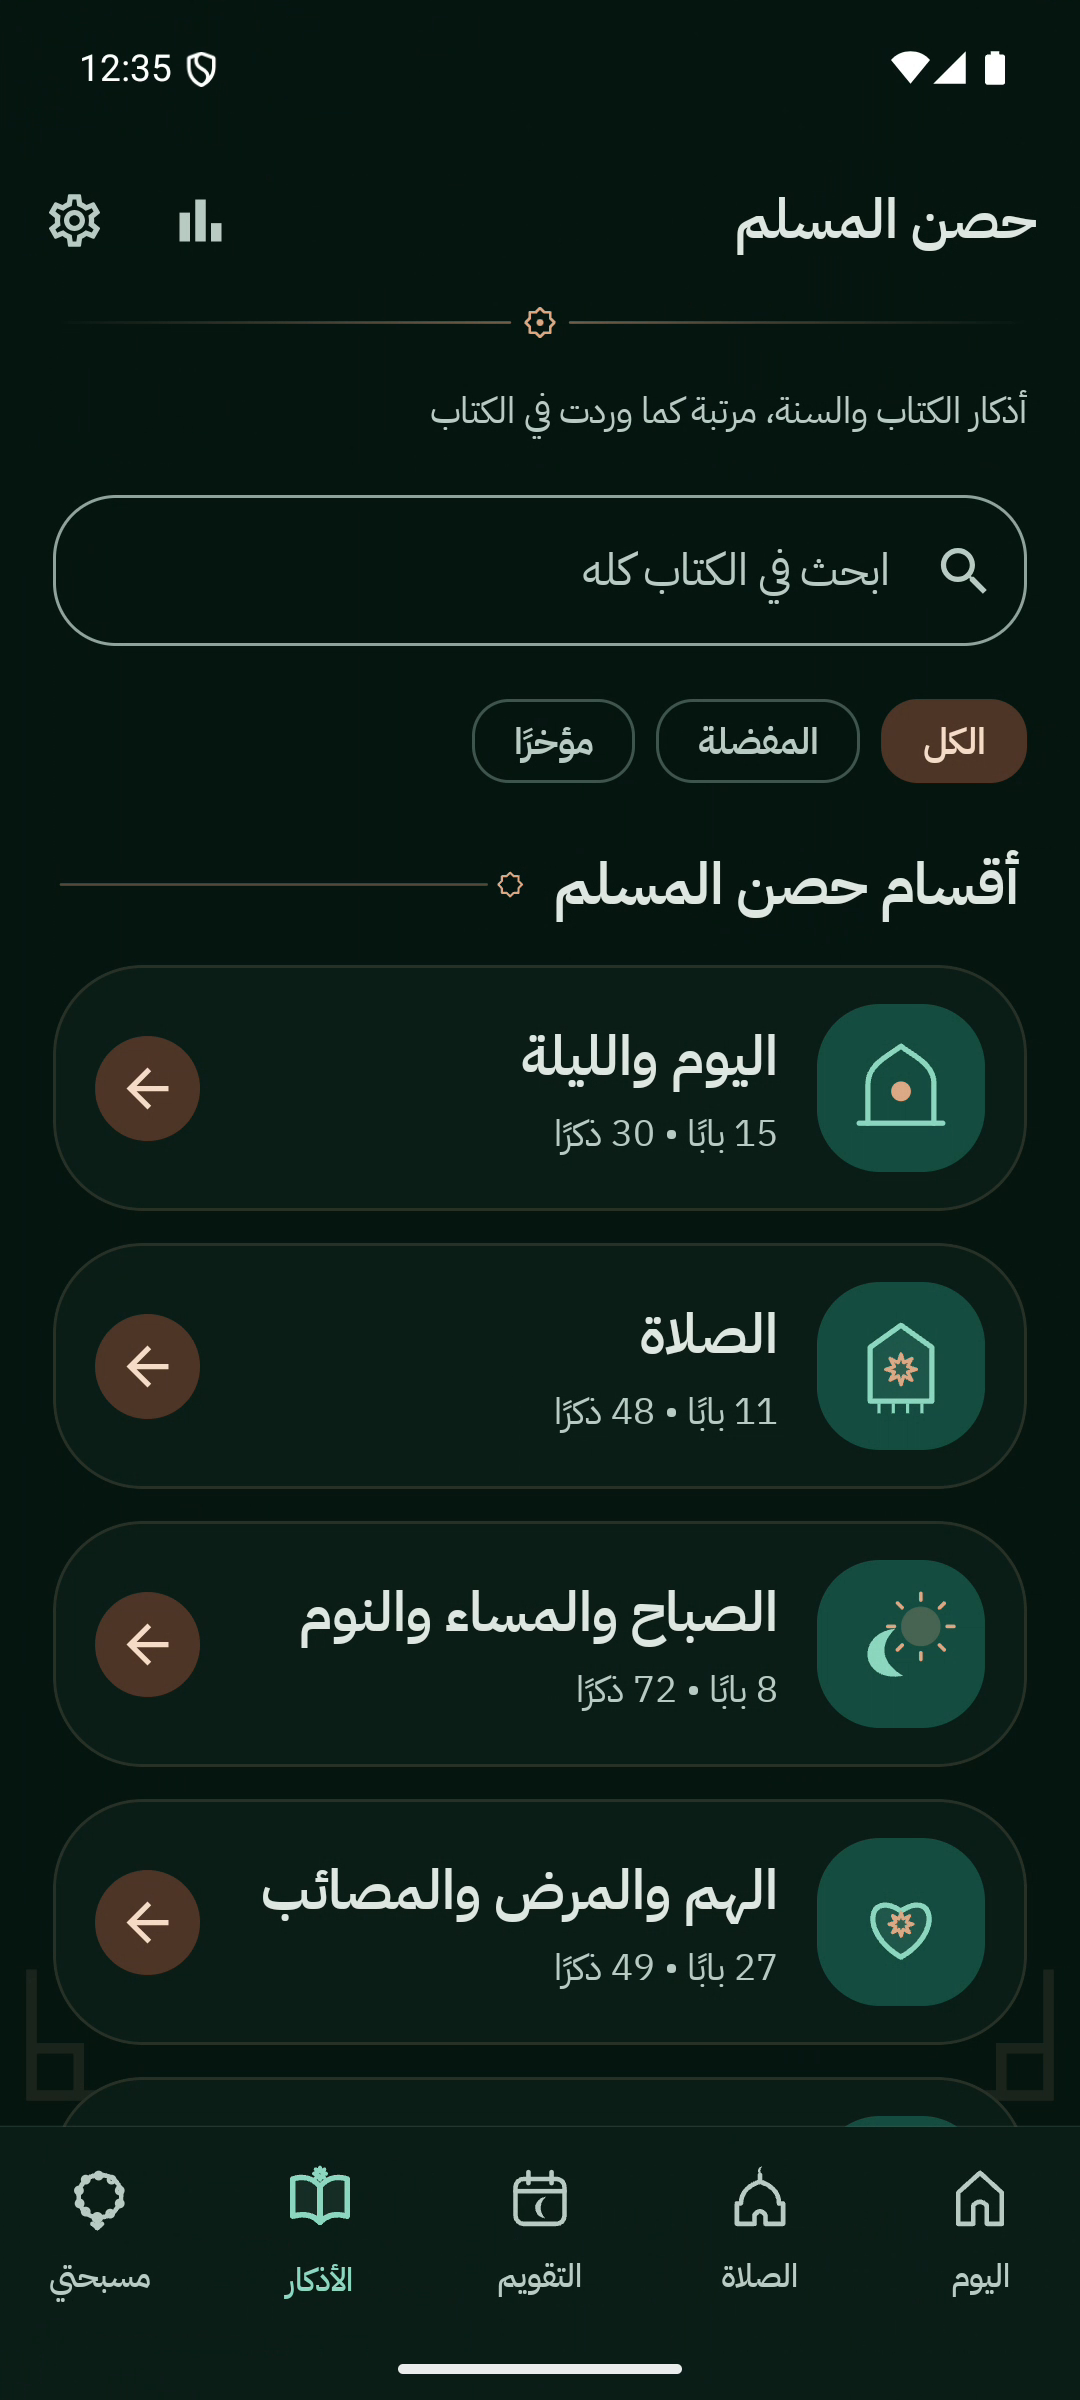 12:35
حصن المسلم
أذكار الكتاب والسنة، مرتبة كما وردت في الكتاب
ابحث في الكتاب كله
الكل
المفضلة
مؤخرًا
أقسام حصن المسلم
اليوم والليلة
15 بابًا • 30 ذكرًا
الصلاة
11 بابًا • 48 ذكرًا
الصباح والمساء والنوم
8 بابًا • 72 ذكرًا
الهم والمرض والمصائب
27 بابًا • 49 ذكرًا
اليوم
الصلاة
التقويم
الأذكار
مسبحتي